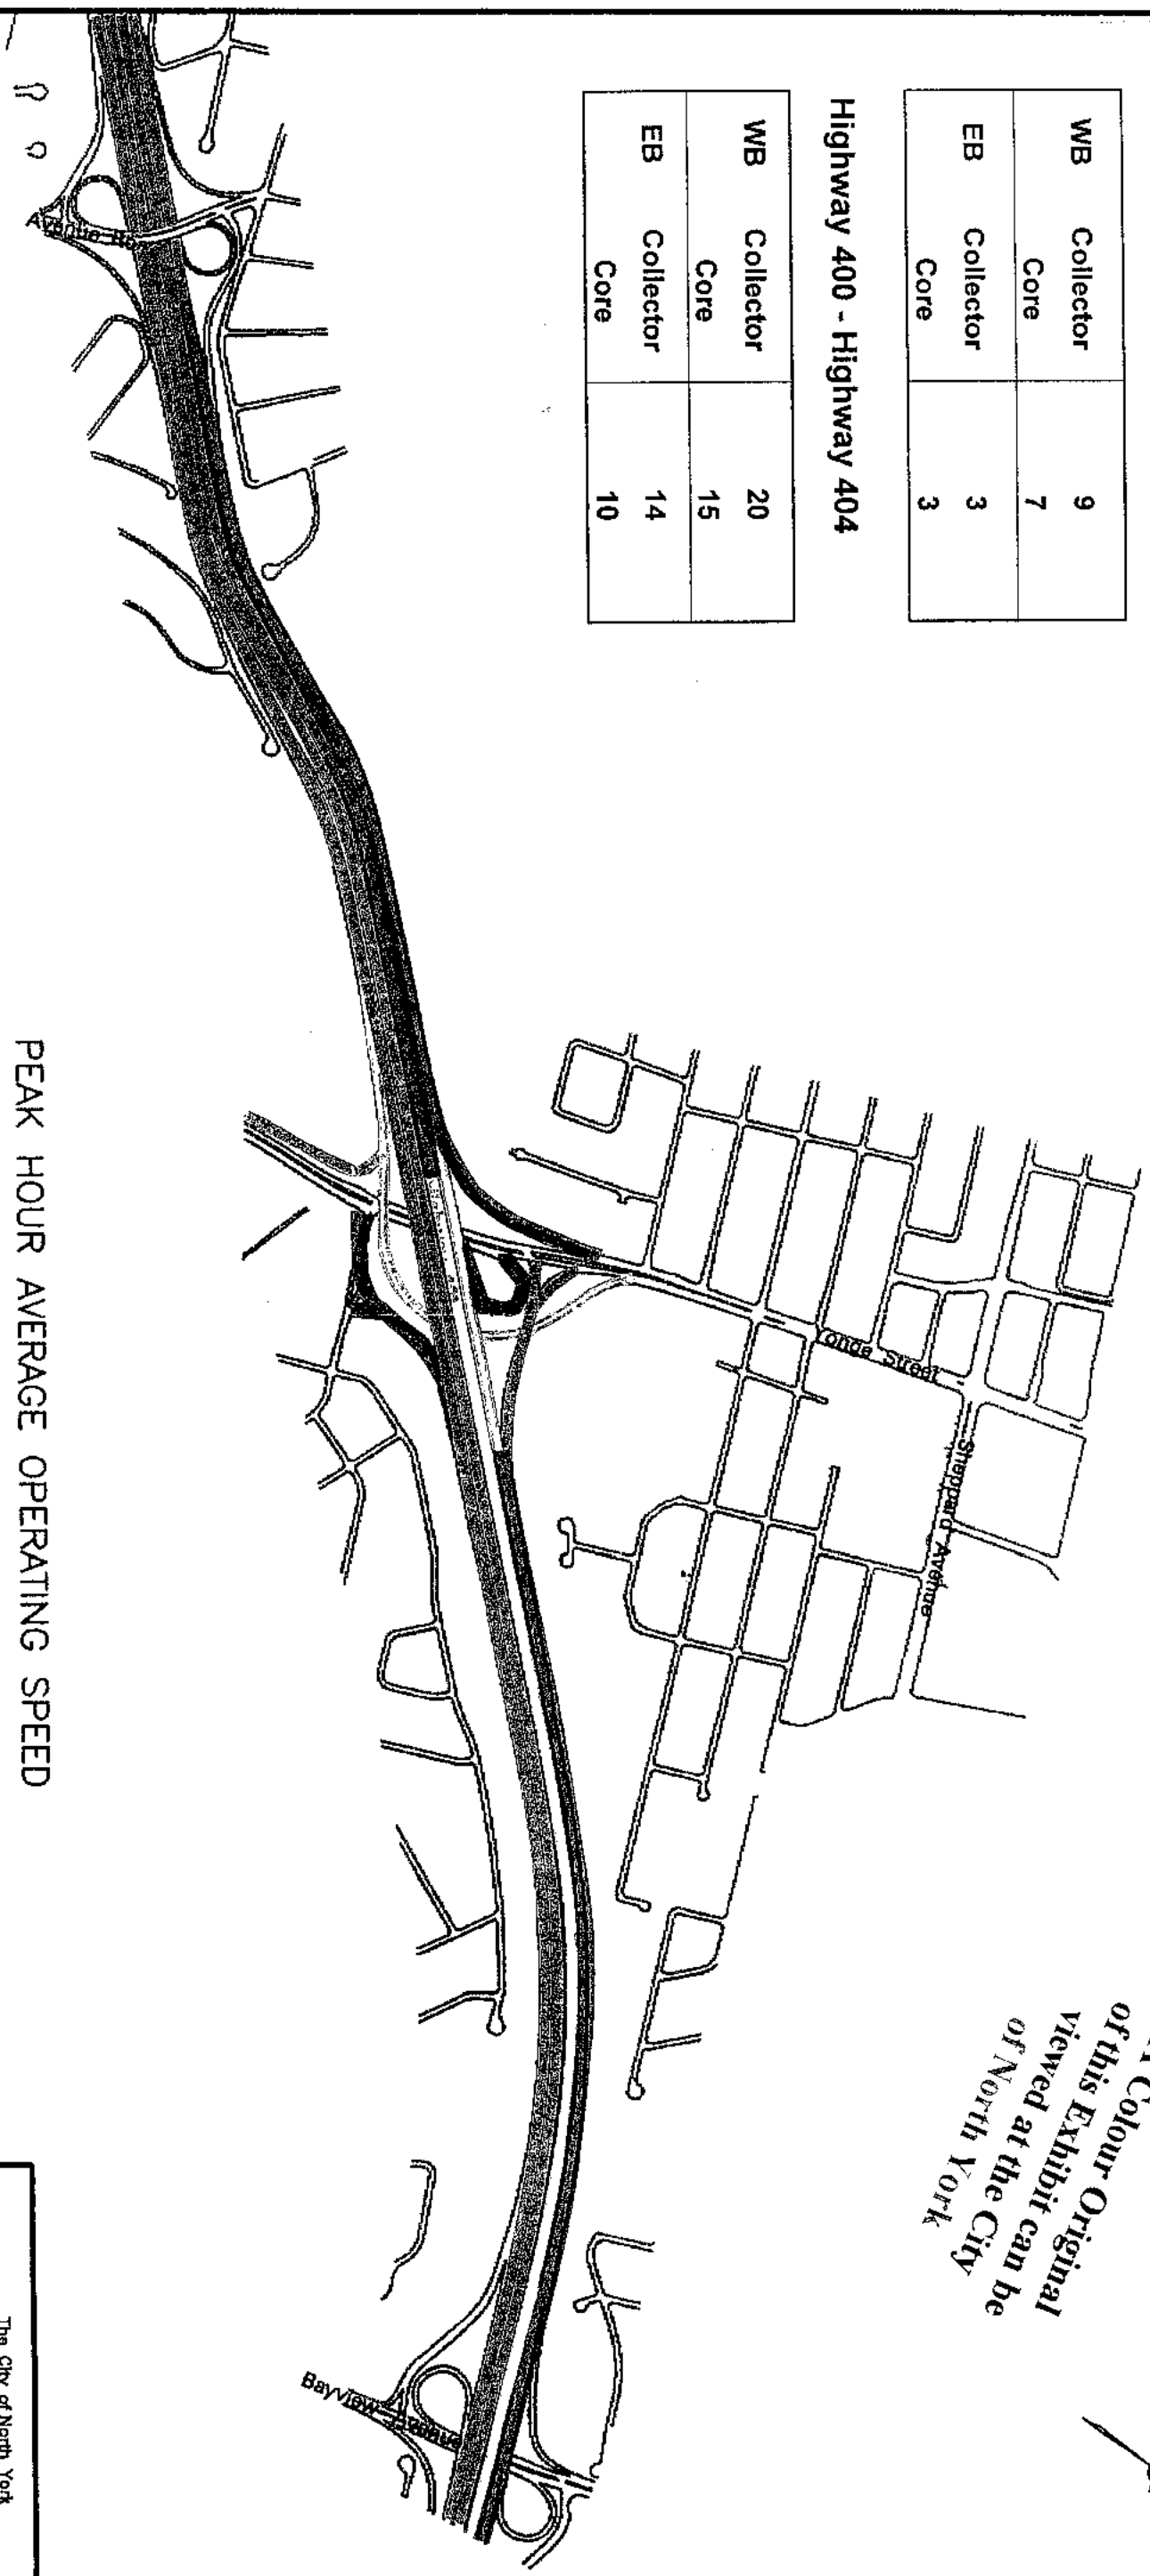 WB Collector 9
Core 7
EB Collector 3
Core 3
Highway 400 - Highway 404
WB Collector 20
Core 15
EB Collector 14
Core 10
Colour Original
of this Exhibit can be
viewed at the City
of North York
Yonge Street
Sheppard Avenue
Bayview Avenue
PEAK HOUR AVERAGE OPERATING SPEED
The City of North York